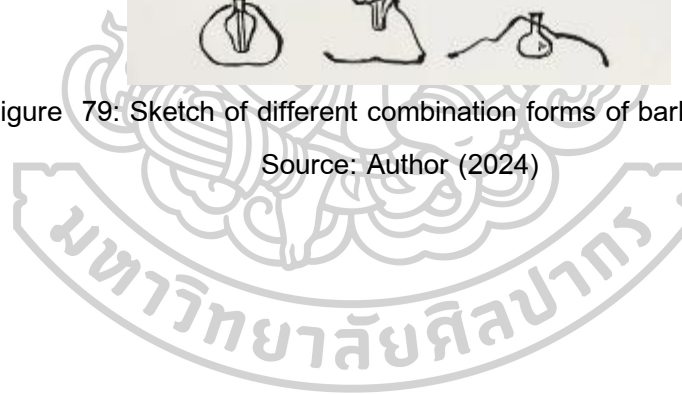 igure 79: Sketch of different combination forms of
Source: Author (2024)
มหาวิทยาลัยศิลปากร